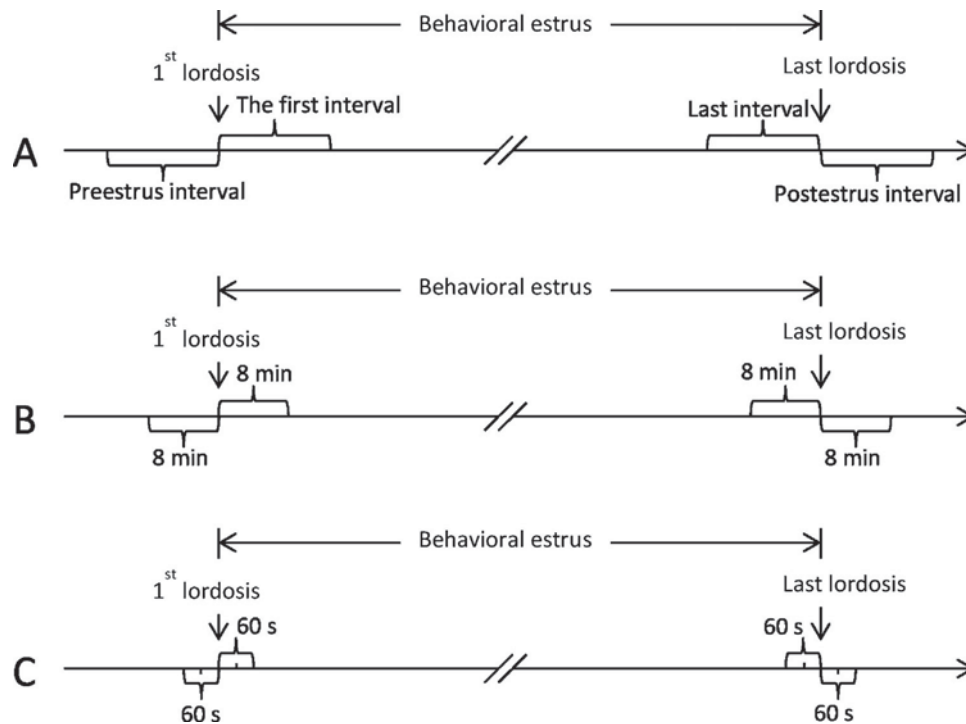 Behavioral estrus
1st lordosis
Last lordosis
The first interval
Last interval
A
Preestrus interval
Postestrus interval
Behavioral estrus
1st lordosis
Last lordosis
8 min
8 min
B
8 min
8 min
Behavioral estrus
1st lordosis
Last lordosis
60 s
60 s
C
60 s
60 s